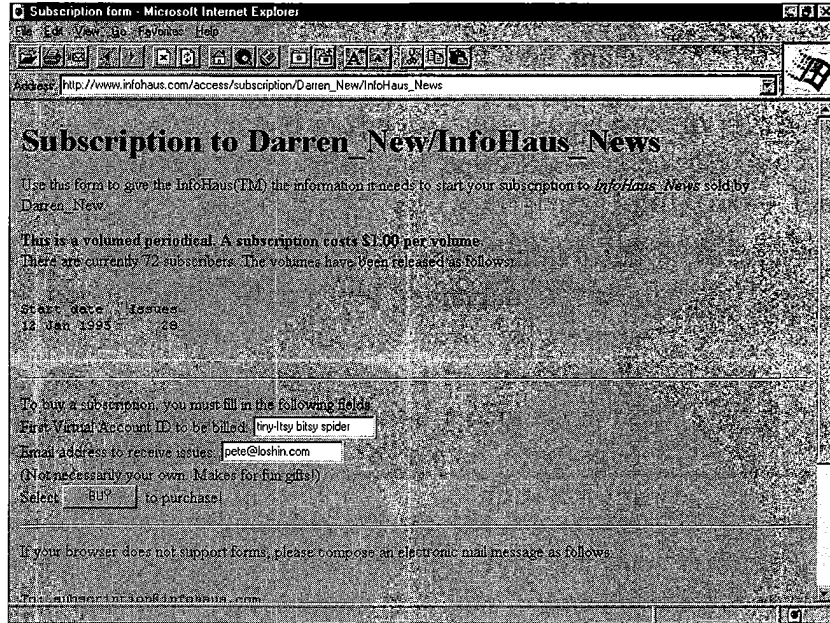 Subscription form - Microsoft Internet Explorer
File Edit View Go Favorites Help
Address: http://www.infohaus.com/access/subscription/Darren_New/InfoHaus_News
Subscription to Darren_New/InfoHaus_News
Use this form to give the InfoHaus(TM) the information it needs to start your subscription to InfoHaus_News sold by
Darren_New.
This is a volumed periodical. A subscription costs $1.00 per volume.
There are currently 72 subscribers. The volumes have been released as follows:
Start date Issues
12 Jan 1995 28
To buy a subscription, you must fill in the following fields.
First Virtual Account ID to be billed: tiny-Itsy bitsy spider
Email address to receive issues: pete@loshin.com
(Not necessarily your own. Makes for fun gifts!)
Select BUY to purchase!
If your browser does not support forms, please compose an electronic mail message as follows:
To: subscription@infohaus.com